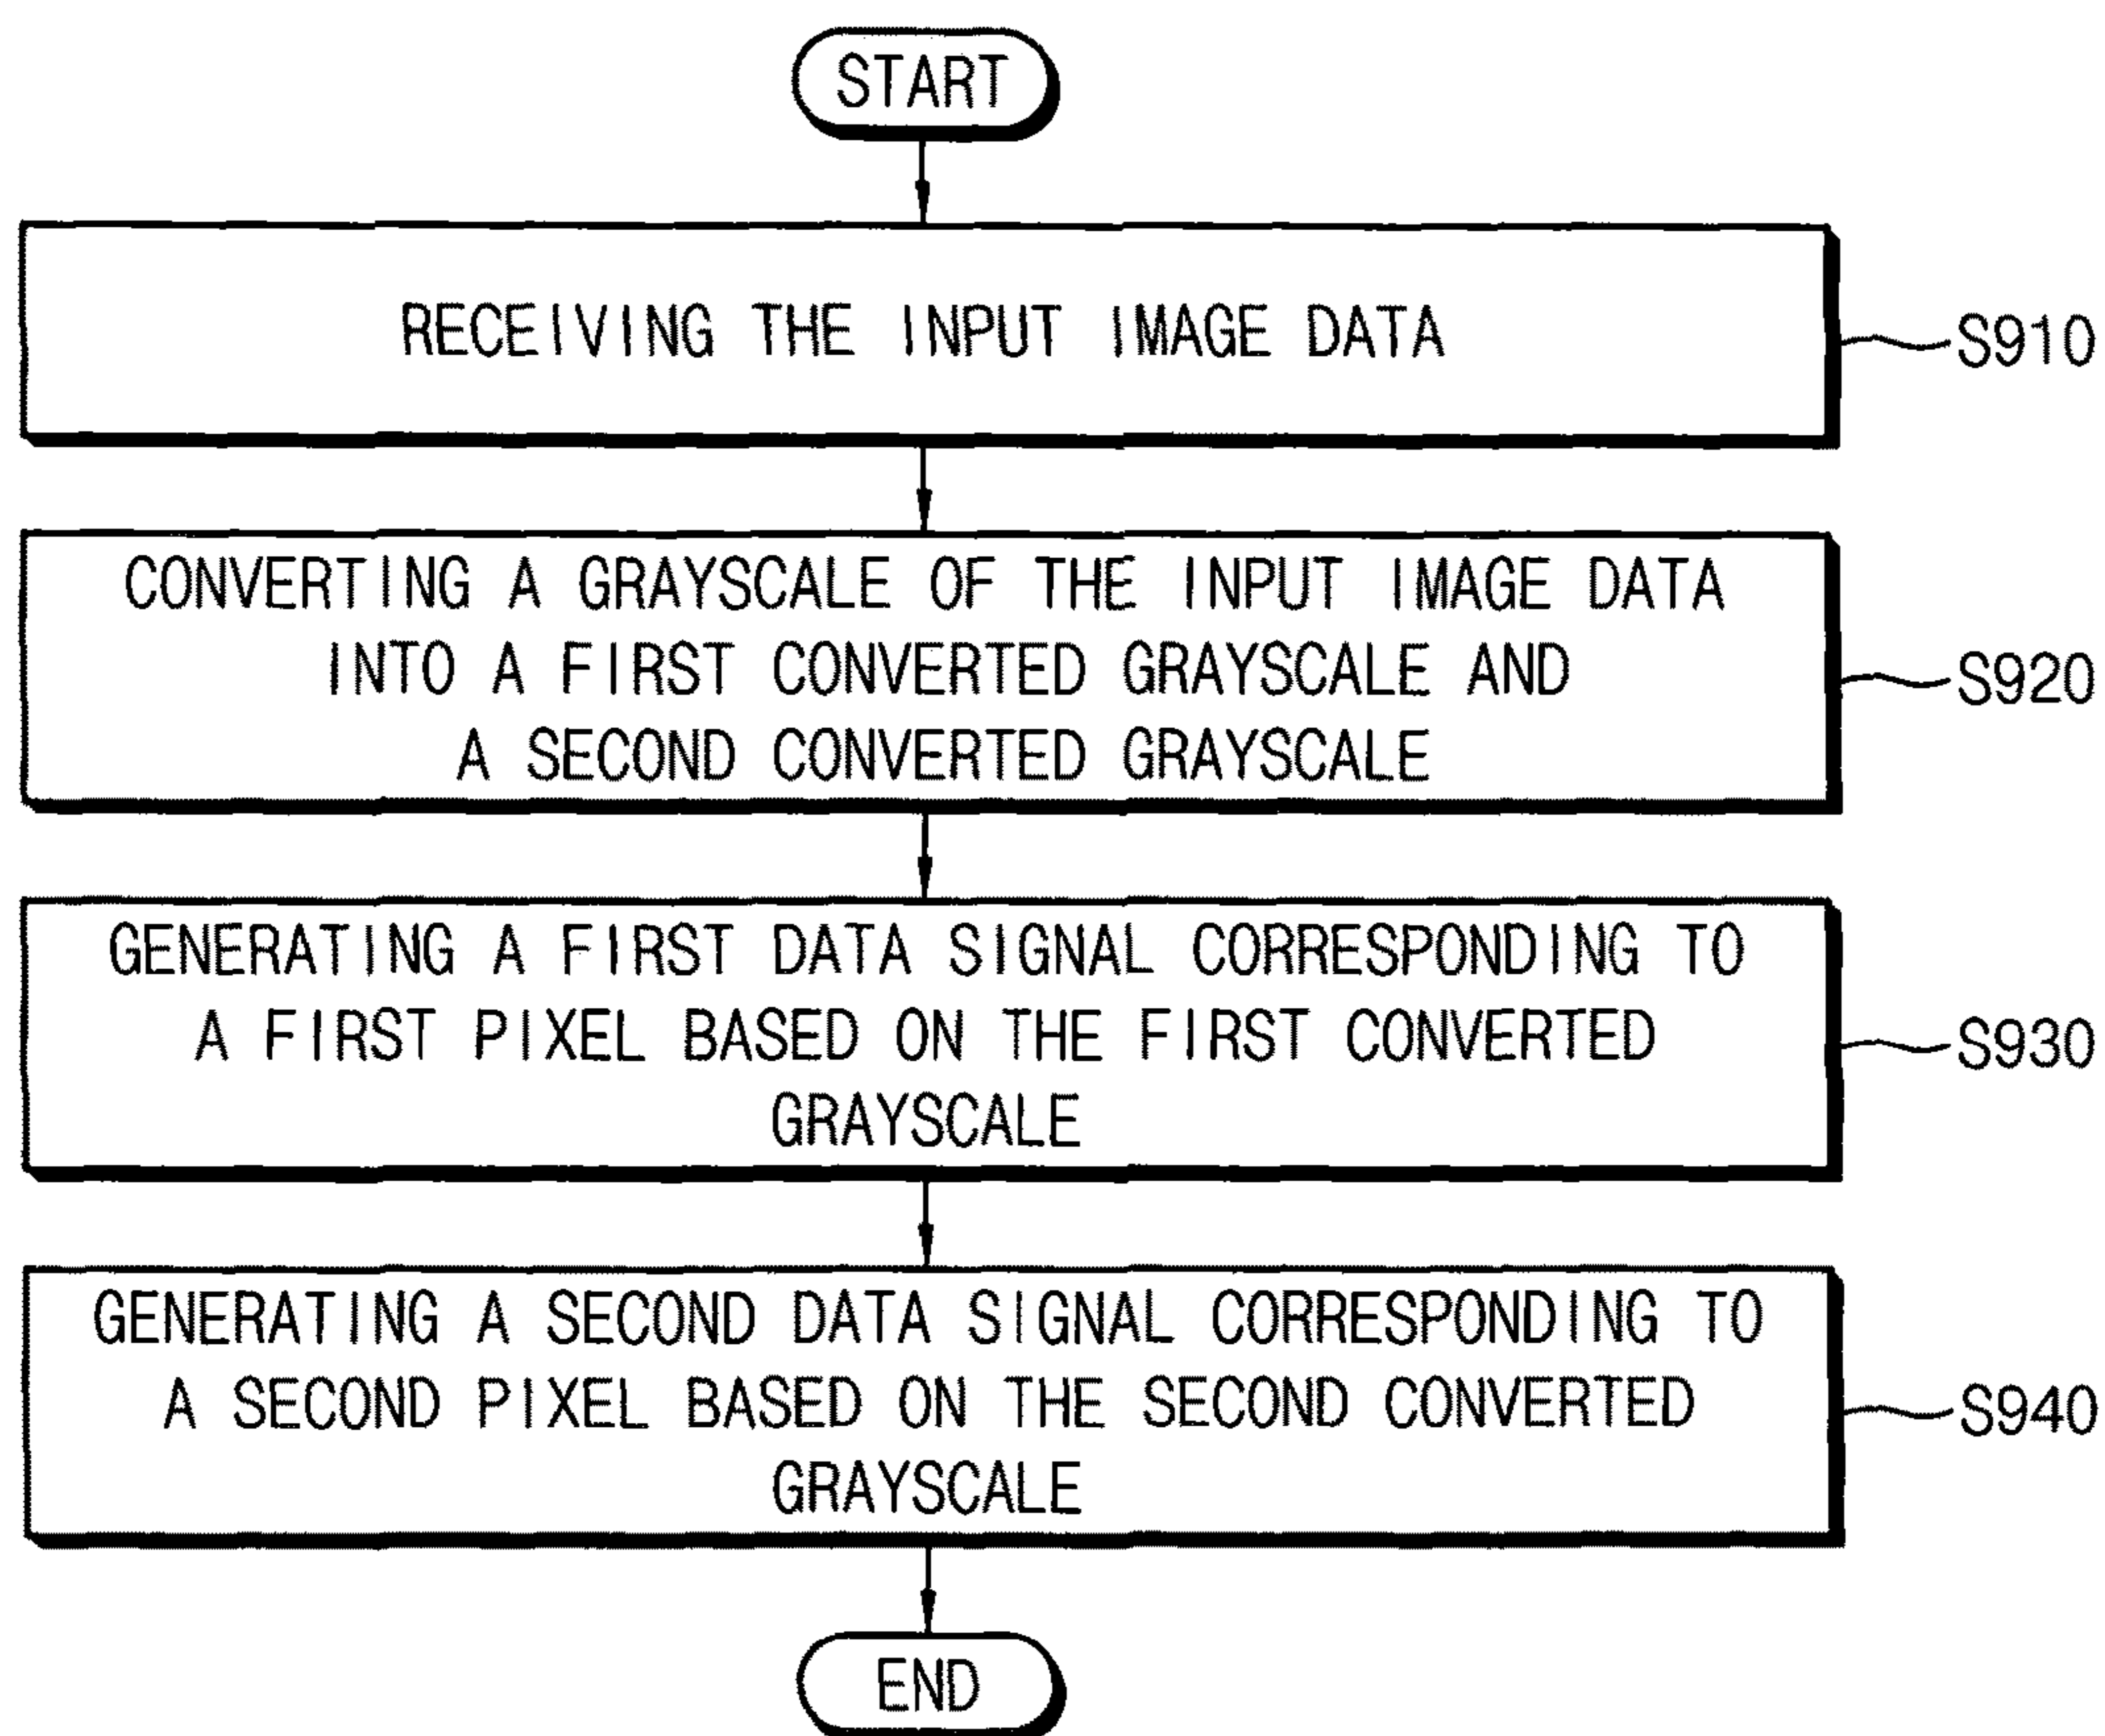 START
RECEIVING THE INPUT IMAGE DATA
S910
CONVERTING A GRAYSCALE OF THE INPUT IMAGE DATA
INTO A FIRST CONVERTED GRAYSCALE AND
A SECOND CONVERTED GRAYSCALE
S920
GENERATING A FIRST DATA SIGNAL CORRESPONDING TO
A FIRST PIXEL BASED ON THE FIRST CONVERTED
GRAYSCALE
S930
GENERATING A SECOND DATA SIGNAL CORRESPONDING TO
A SECOND PIXEL BASED ON THE SECOND CONVERTED
GRAYSCALE
S940
END